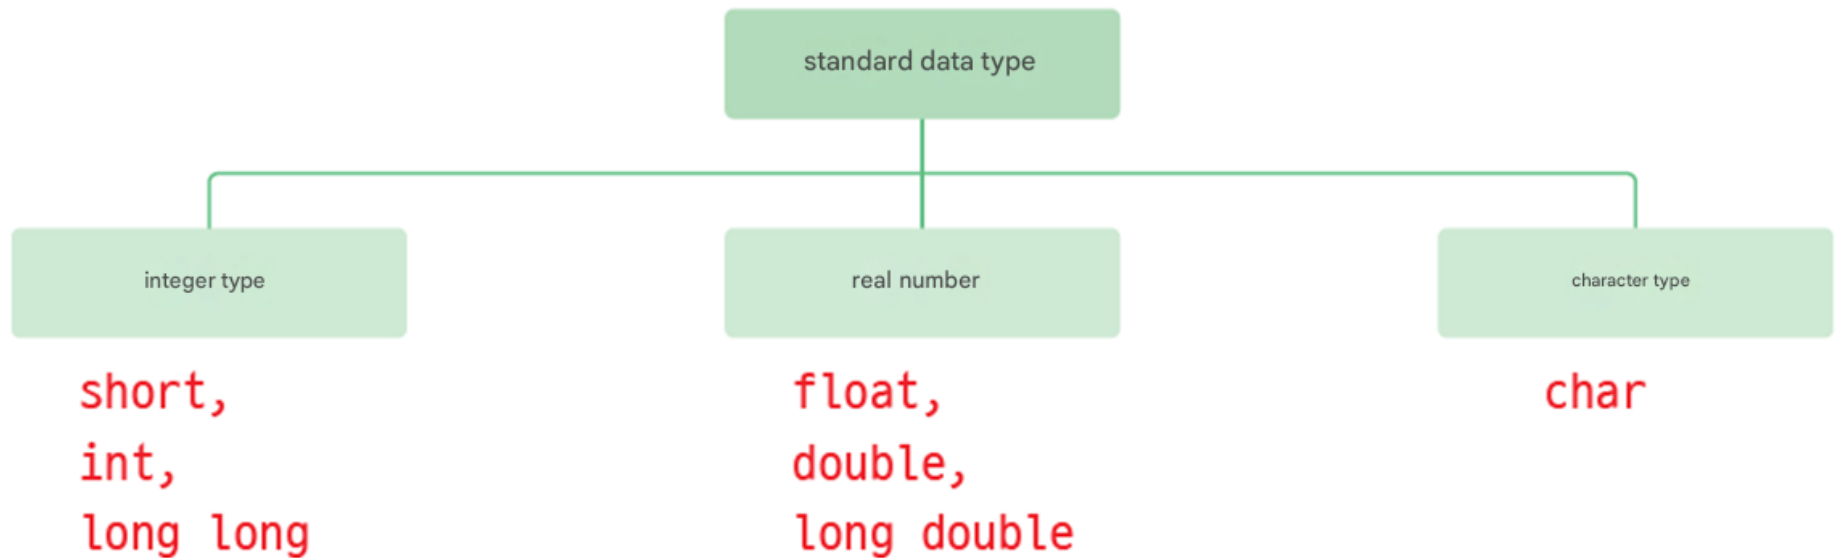 standard data type
integer type
real number
character type
short,
int,
long long
float,
double,
long double
char